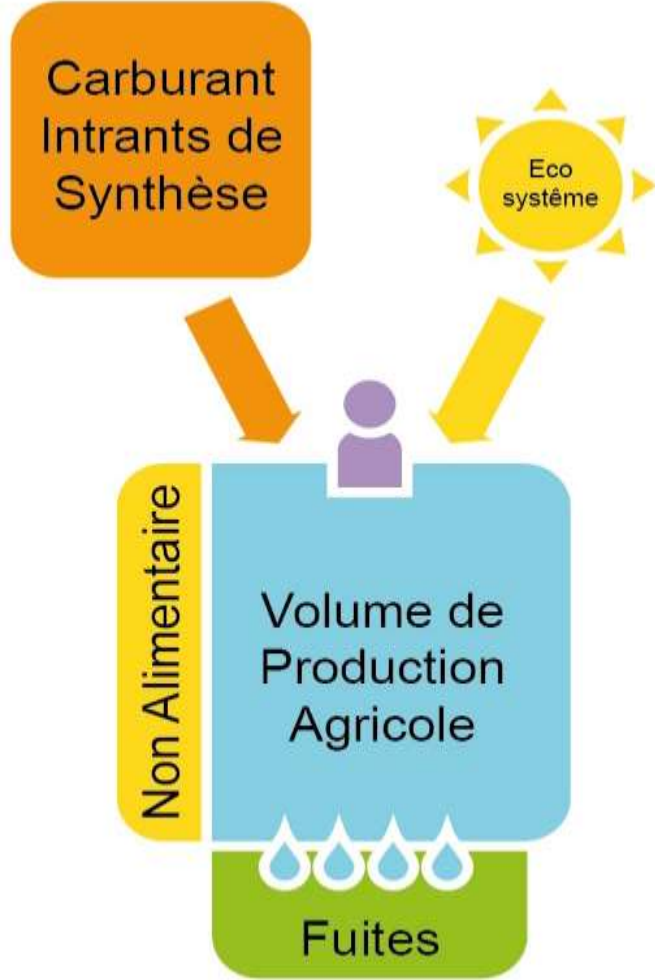 Carburant
Intrants de
Synthèse
Eco
système
Non Alimentaire
Volume de
Production
Agricole
Fuites